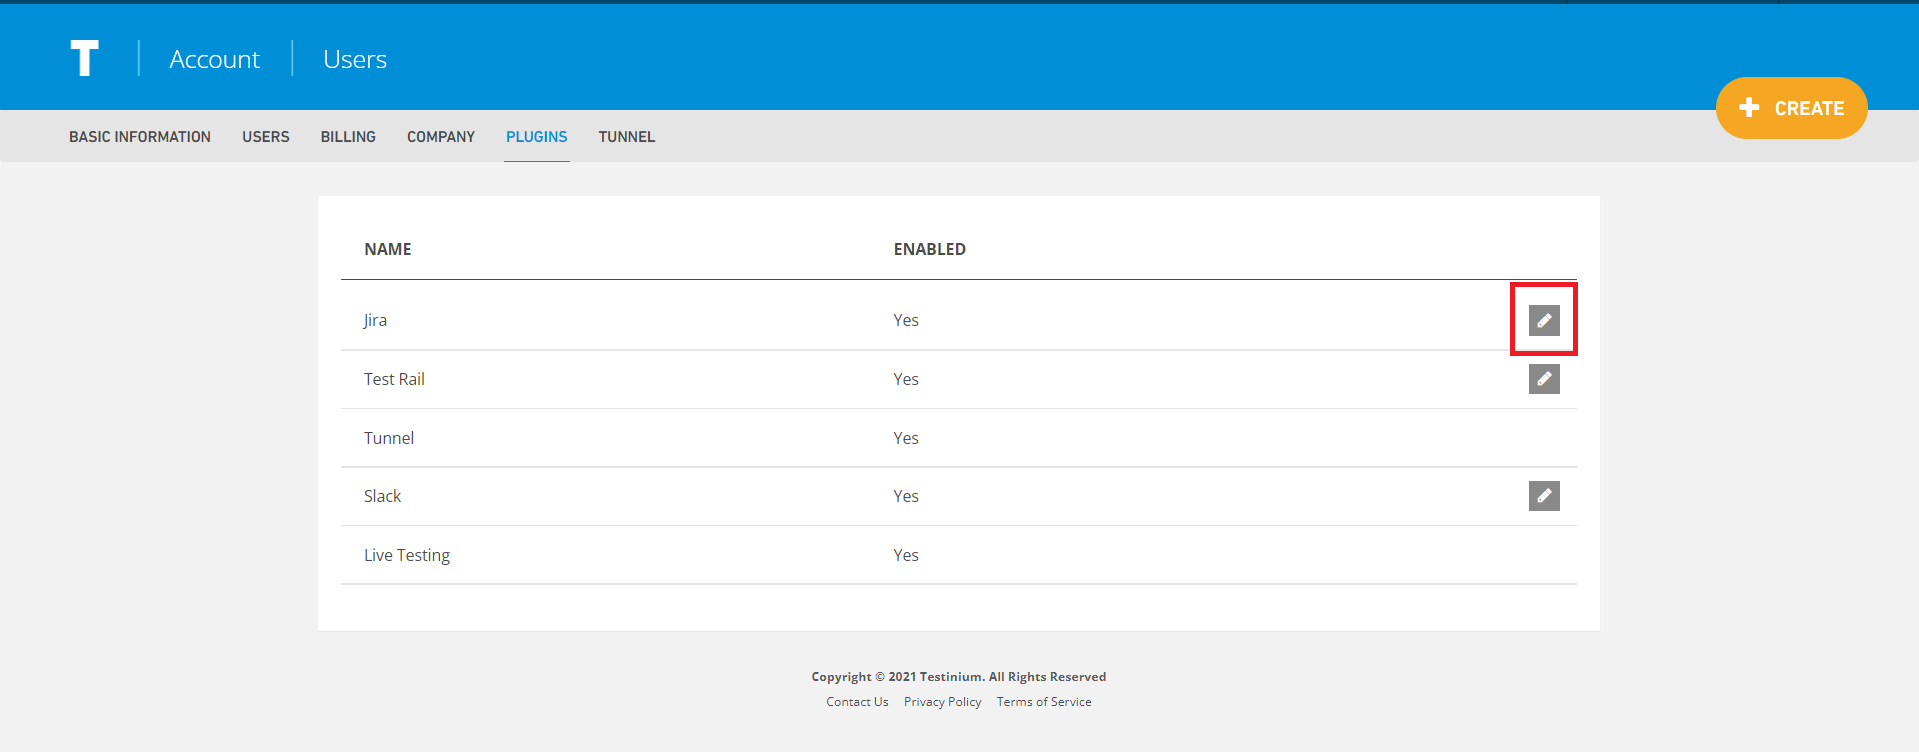 T Account Users
CREATE
BASIC INFORMATION USERS BILLING COMPANY PLUGINS TUNNEL
NAME ENABLED
Jira Yes
Test Rail Yes
Tunnel Yes
Slack Yes
Live Testing Yes
Copyright © 2021 Testinium. All Rights Reserved
Contact Us Privacy Policy Terms of Service